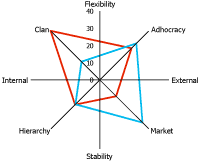 Flexibility
40
Clan
Adhocracy
30
20
10
Internal
0
External
Hierarchy
Market
Stability